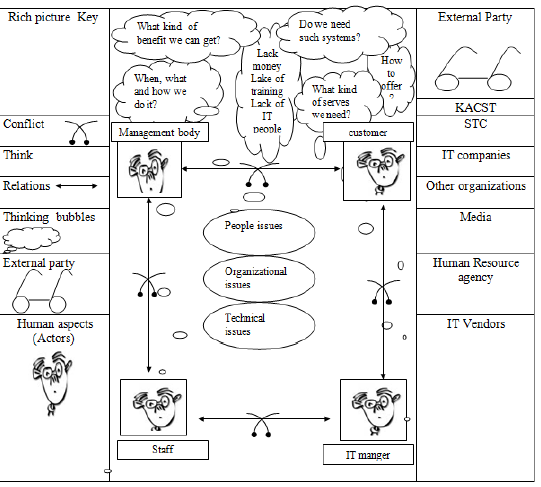 Rich picture  Key
Conflict
Think
Relations
Thinking  bubbles
External party
Human aspects
(Actors)
What kind  of
benefit we can get?
When, what
and how we
do it?
Lack
money
Lake of
training
Lack of
IT
people
Do we need
such systems?
What kind
of serves
we need?
How
to
offer
?
Management body
customer
People issues
Organizational
issues
Technical
issues
Staff
IT manger
External Party
KACST
STC
IT companies
Other organizations
Media
Human Resource
agency
IT Vendors